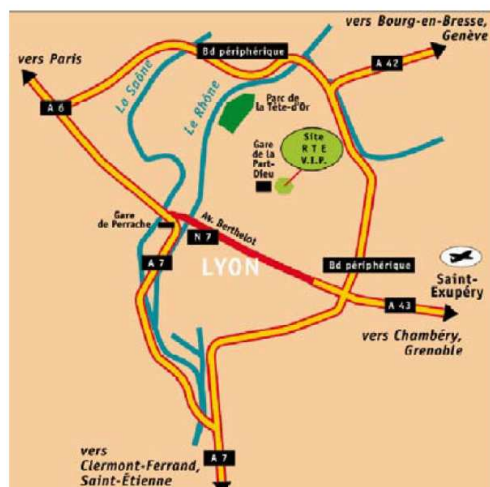 vers Bourg-en-Bresse,
Genève
Bd périphérique
vers Paris
A 42
A 6
La Saône
Le Rhône
Parc de
la Tête-d'Or
Site
R T E
V.I.P.
Gare
de la
Part-
Dieu
Gare
de Perrache
Av. Berthelot
N 7
A 7
LYON
Bd périphérique
Saint-
Exupéry
A 43
vers Chambéry,
Grenoble
vers
Clermont-Ferrand,
Saint-Étienne
A 7